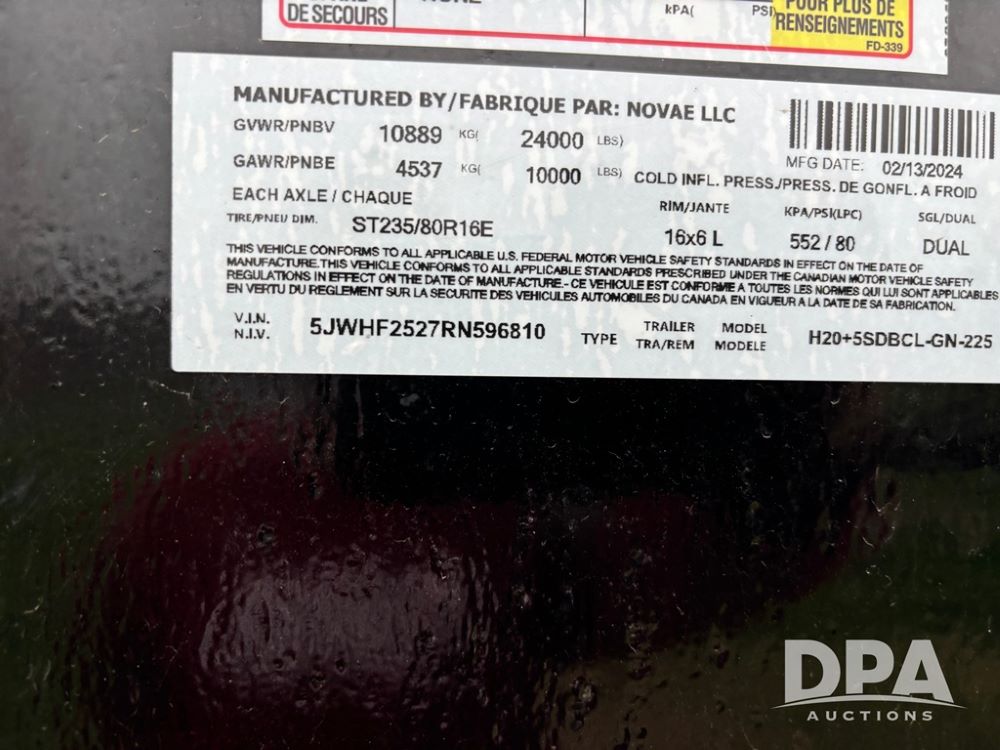 DE SECOURS
kPA(
PSI
POUR PLUS DE
RENSEIGNEMENTS
FD-339
MANUFACTURED BY/FABRIQUE PAR: NOVAE LLC
GVWR/PNBV 10889 KG( 24000 LBS)
MFG DATE: 02/13/2024
GAWR/PNBE 4537 KG( 10000 LBS) COLD INFL. PRESS./PRESS. DE GONFL. A FROID
EACH AXLE / CHAQUE RIM/JANTE KPA/PSI(LPC) SGL/DUAL
TIRE/PNEU DIM. ST235/80R16E 16x6 L 552 / 80 DUAL
THIS VEHICLE CONFORMS TO ALL APPLICABLE U.S. FEDERAL MOTOR VEHICLE SAFETY STANDARDS IN EFFECT ON THE DATE OF
MANUFACTURE.THIS VEHICLE CONFORMS TO ALL APPLICABLE STANDARDS PRESCRIBED UNDER THE CANADIAN MOTOR VEHICLE SAFETY
REGULATIONS IN EFFECT ON THE DATE OF MANUFACTURE.- CE VEHICULE EST CONFORME A TOUTES LES NORMES QUI LUI SONT APPLICABLES
EN VERTU DU REGLEMENT SUR LA SECURITE DES VEHICULES AUTOMOBILES DU CANADA EN VIGUEUR A LA DATE DE SA FABRICATION.
V.I.N. 5JWHF2527RN596810 TYPE TRAILER MODEL H20+5SDBCL-GN-225
N.I.V. TRA/REM MODELE
DPA
AUCTIONS